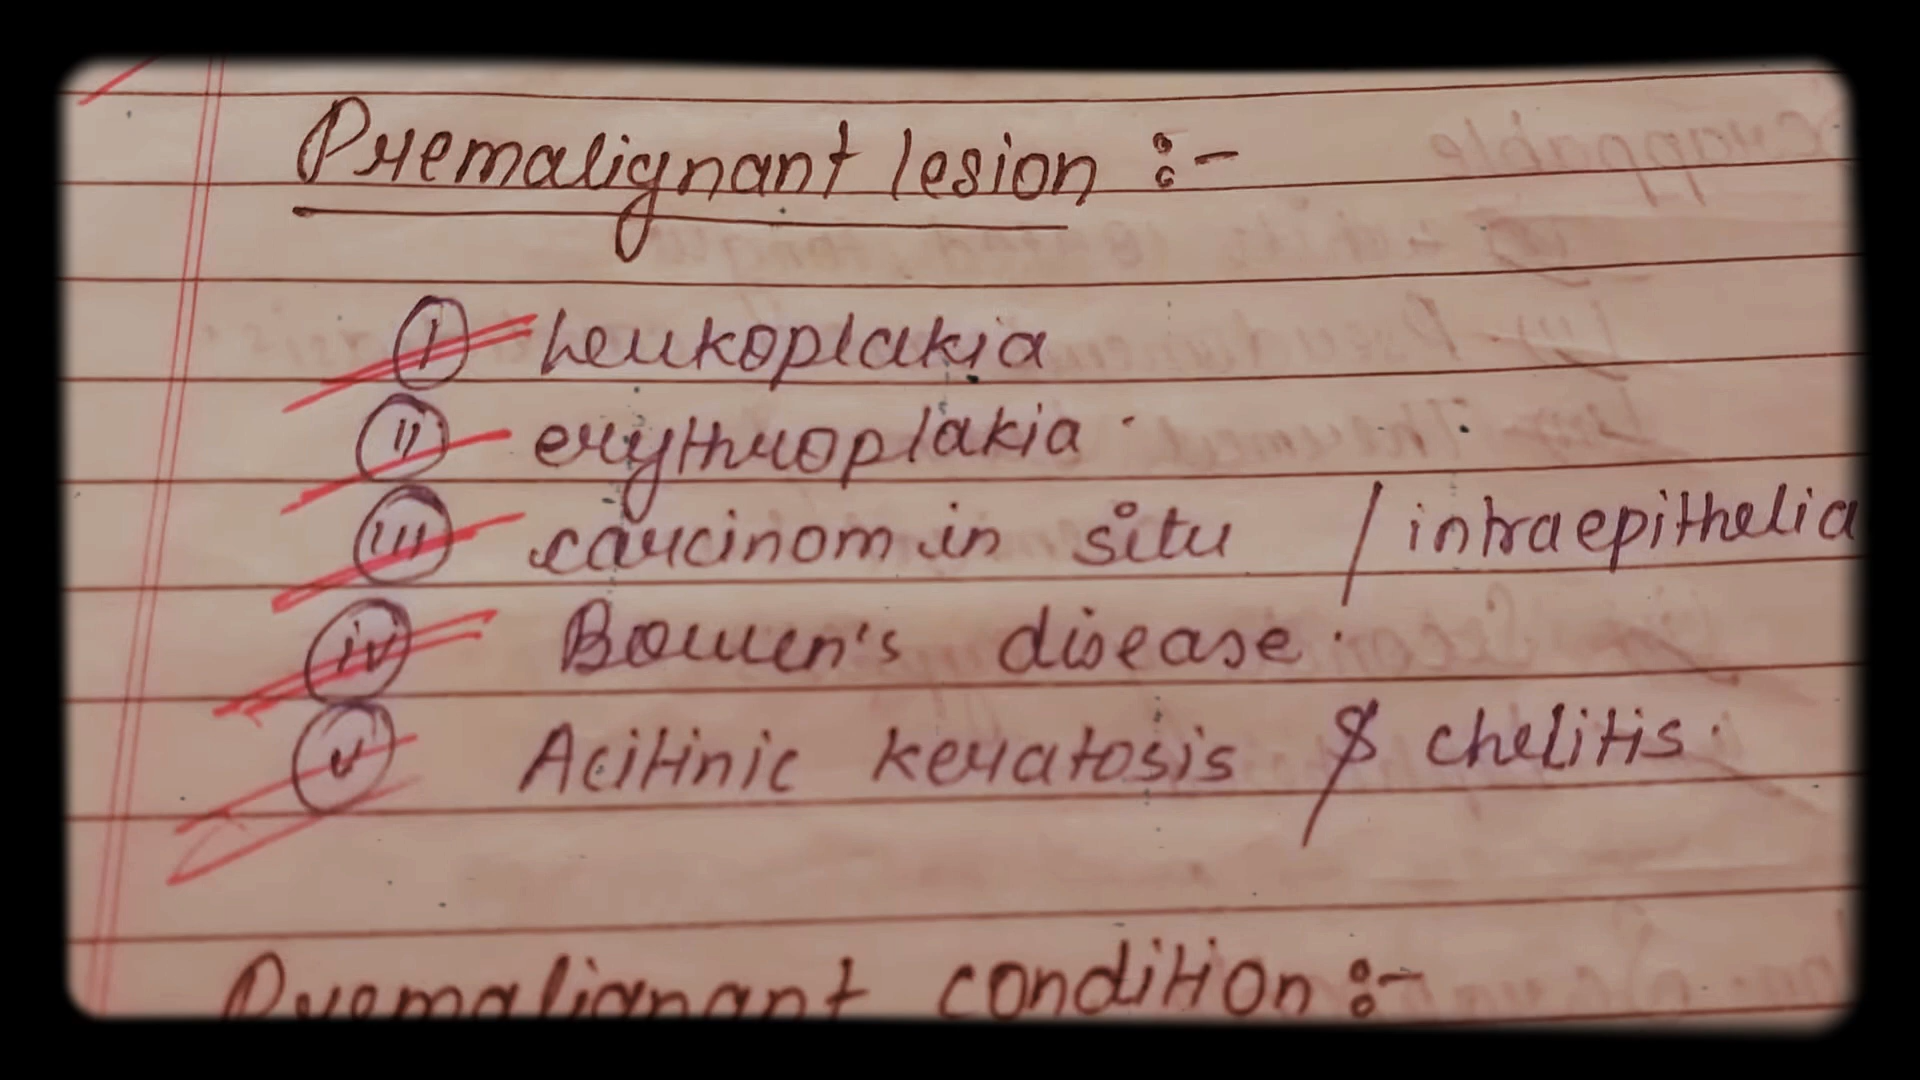 Premalignant lesion :-
(I) Leukoplakia
(II) erythroplakia.
(III) carcinom in situ / intraepithelia
(iv) Bowen's disease.
(v) Acitinic keratosis & chelitis.
Premalignant condition :-